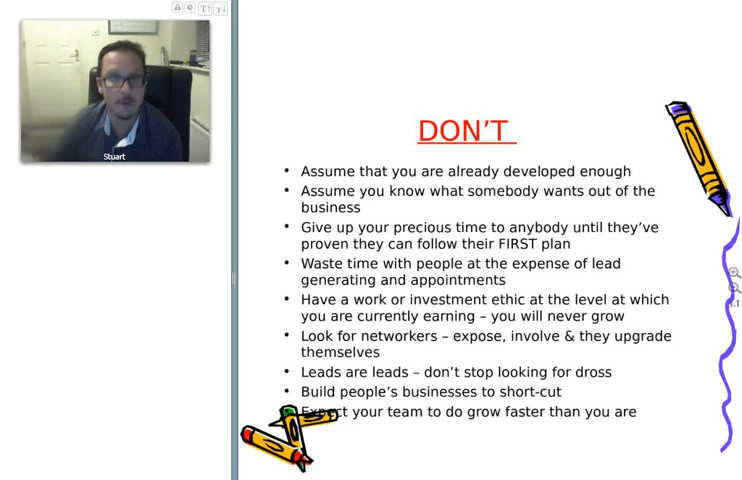 Stuart
DON'T
• Assume that you are already developed enough
• Assume you know what somebody wants out of the
business
• Give up your precious time to anybody until they've
proven they can follow their FIRST plan
• Waste time with people at the expense of lead
generating and appointments
• Have a work or investment ethic at the level at which
you are currently earning – you will never grow
• Look for networkers – expose, involve & they upgrade
themselves
• Leads are leads – don't stop looking for dross
• Build people's businesses to short-cut
Expect your team to do grow faster than you are